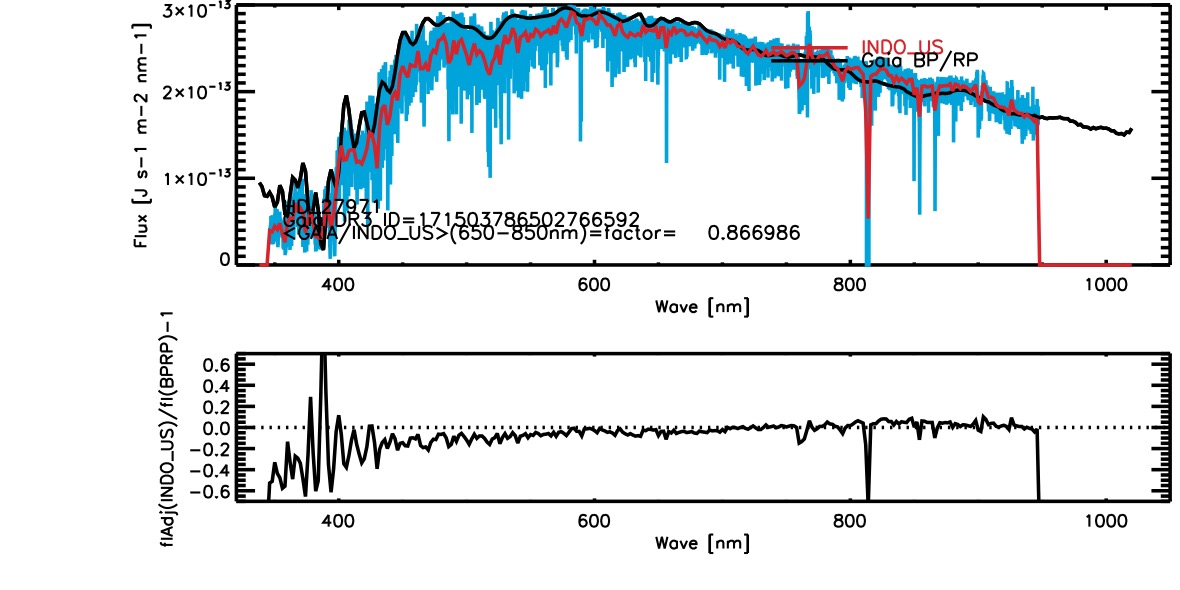 3×10⁻¹³
2×10⁻¹³
1×10⁻¹³
0
Flux [J s−1 m−2 nm−1]
INDO_US
Gaia BP/RP
HD 27971
Gaia DR3 ID=171503786502766592
<GAIA/INDO_US>(650−850nm)=factor= 0.866986
400 600 800 1000
Wave [nm]
0.6
0.4
0.2
0.0
−0.2
−0.4
−0.6
flAdj(INDO_US)/fl(BPRP)−1
400 600 800 1000
Wave [nm]